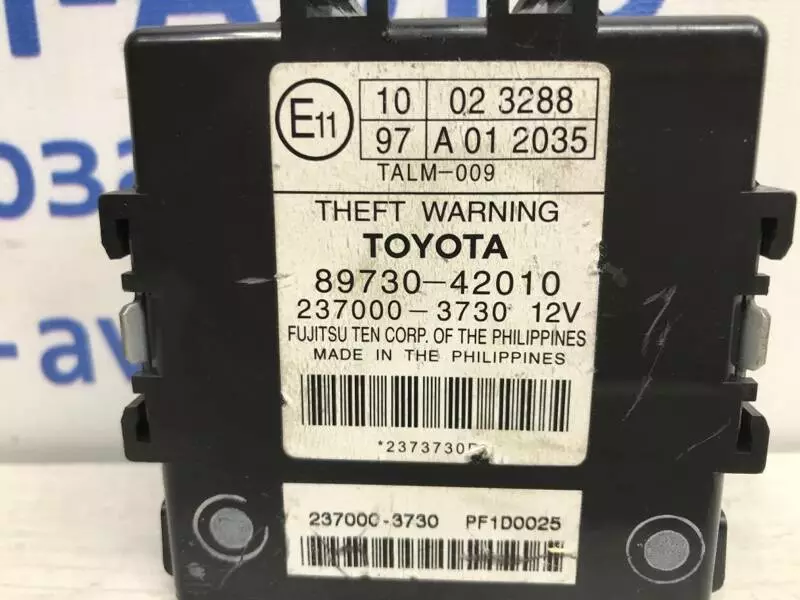 E11
10 02 3288
97 A 01 2035
TALM-009
THEFT WARNING
TOYOTA
89730-42010
237000-3730 12V
FUJITSU TEN CORP. OF THE PHILIPPINES
MADE IN THE PHILIPPINES
*2373730
237000-3730 PF1D0025